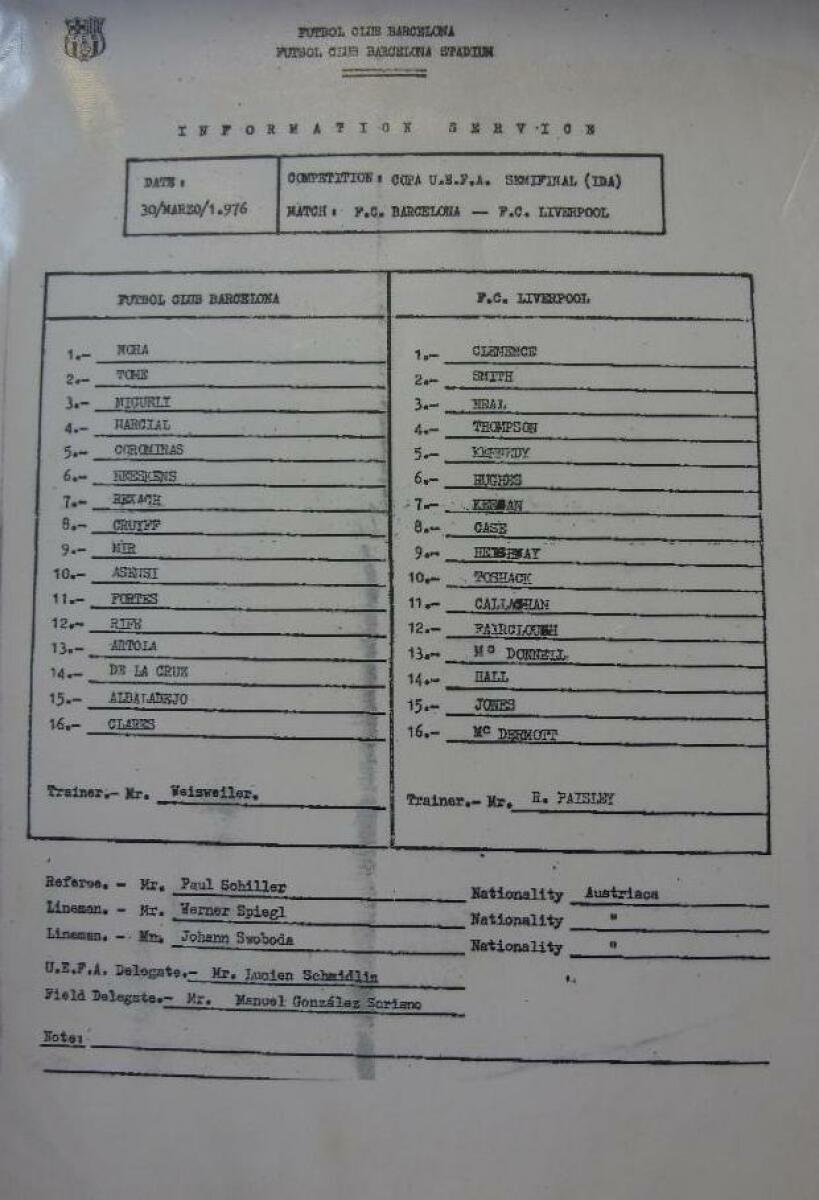 FUTBOL CLUB BARCELONA
FUTBOL CLUB BARCELONA STADIUM
INFORMATION SERVICE
DATE:
30/MARZO/1.976
COMPETITION: COPA U.E.F.A. SEMIFINAL (IDA)
MATCH: F.C. BARCELONA — F.C. LIVERPOOL
FUTBOL CLUB BARCELONA
1.- MORA
2.- TOME
3.- MIGUELI
4.- MARCIAL
5.- COROMINAS
6.- NEESKENS
7.- REXACH
8.- CRUYFF
9.- MIR
10.- ASENSI
11.- FORTES
12.- RIFE
13.- ARTOLA
14.- DE LA CRUZ
15.- ALBALADEJO
16.- CLARES
Trainer.- Mr. Weisweiler.
F.C. LIVERPOOL
1.- CLEMENCE
2.- SMITH
3.- NEAL
4.- THOMPSON
5.- KENNEDY
6.- HUGHES
7.- KEEGAN
8.- CASE
9.- HEIGHWAY
10.- TOSHACK
11.- CALLAGHAN
12.- FAIRCLOUGH
13.- Mc DONNELL
14.- HALL
15.- JONES
16.- Mc DERMOTT
Trainer.- Mr. R. PAISLEY
Referee.- Mr. Paul Schiller Nationality Austriaca
Lineman.- Mr. Werner Spiegl Nationality "
Lineman.- Mr. Johann Swoboda Nationality "
U.E.F.A. Delegate.- Mr. Lucien Schmidlin
Field Delegate.- Mr. Manuel González Soriano
Note: